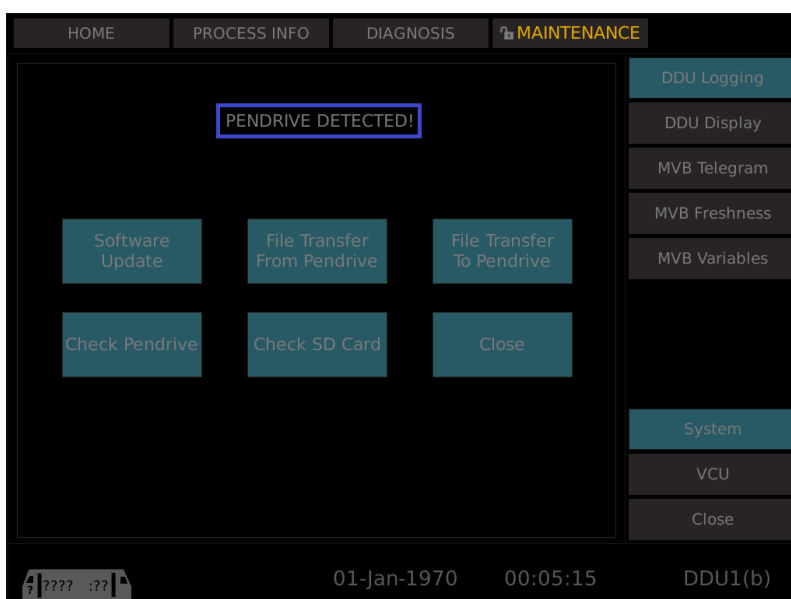 HOME PROCESS INFO DIAGNOSIS MAINTENANCE
PENDRIVE DETECTED!
Software
Update
File Transfer
From Pendrive
File Transfer
To Pendrive
Check Pendrive
Check SD Card
Close
DDU Logging
DDU Display
MVB Telegram
MVB Freshness
MVB Variables
System
VCU
Close
? ???? :?? 01-Jan-1970 00:05:15 DDU1(b)